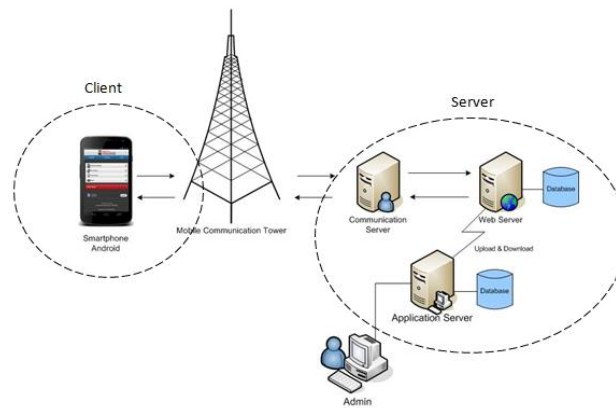 Client
Server
Smartphone
Android
Mobile Communication Tower
Communication
Server
Web Server
Database
Upload & Download
Application Server
Database
Admin